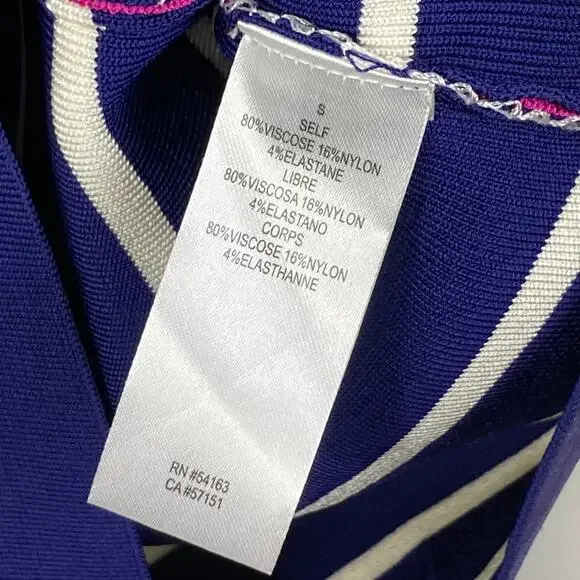 S
SELF
80%VISCOSE 16%NYLON
4%ELASTANE
LIBRE
80%VISCOSA 16%NYLON
4%ELASTANO
CORPS
80%VISCOSE 16%NYLON
4%ELASTHANNE
RN #54163
CA #57151